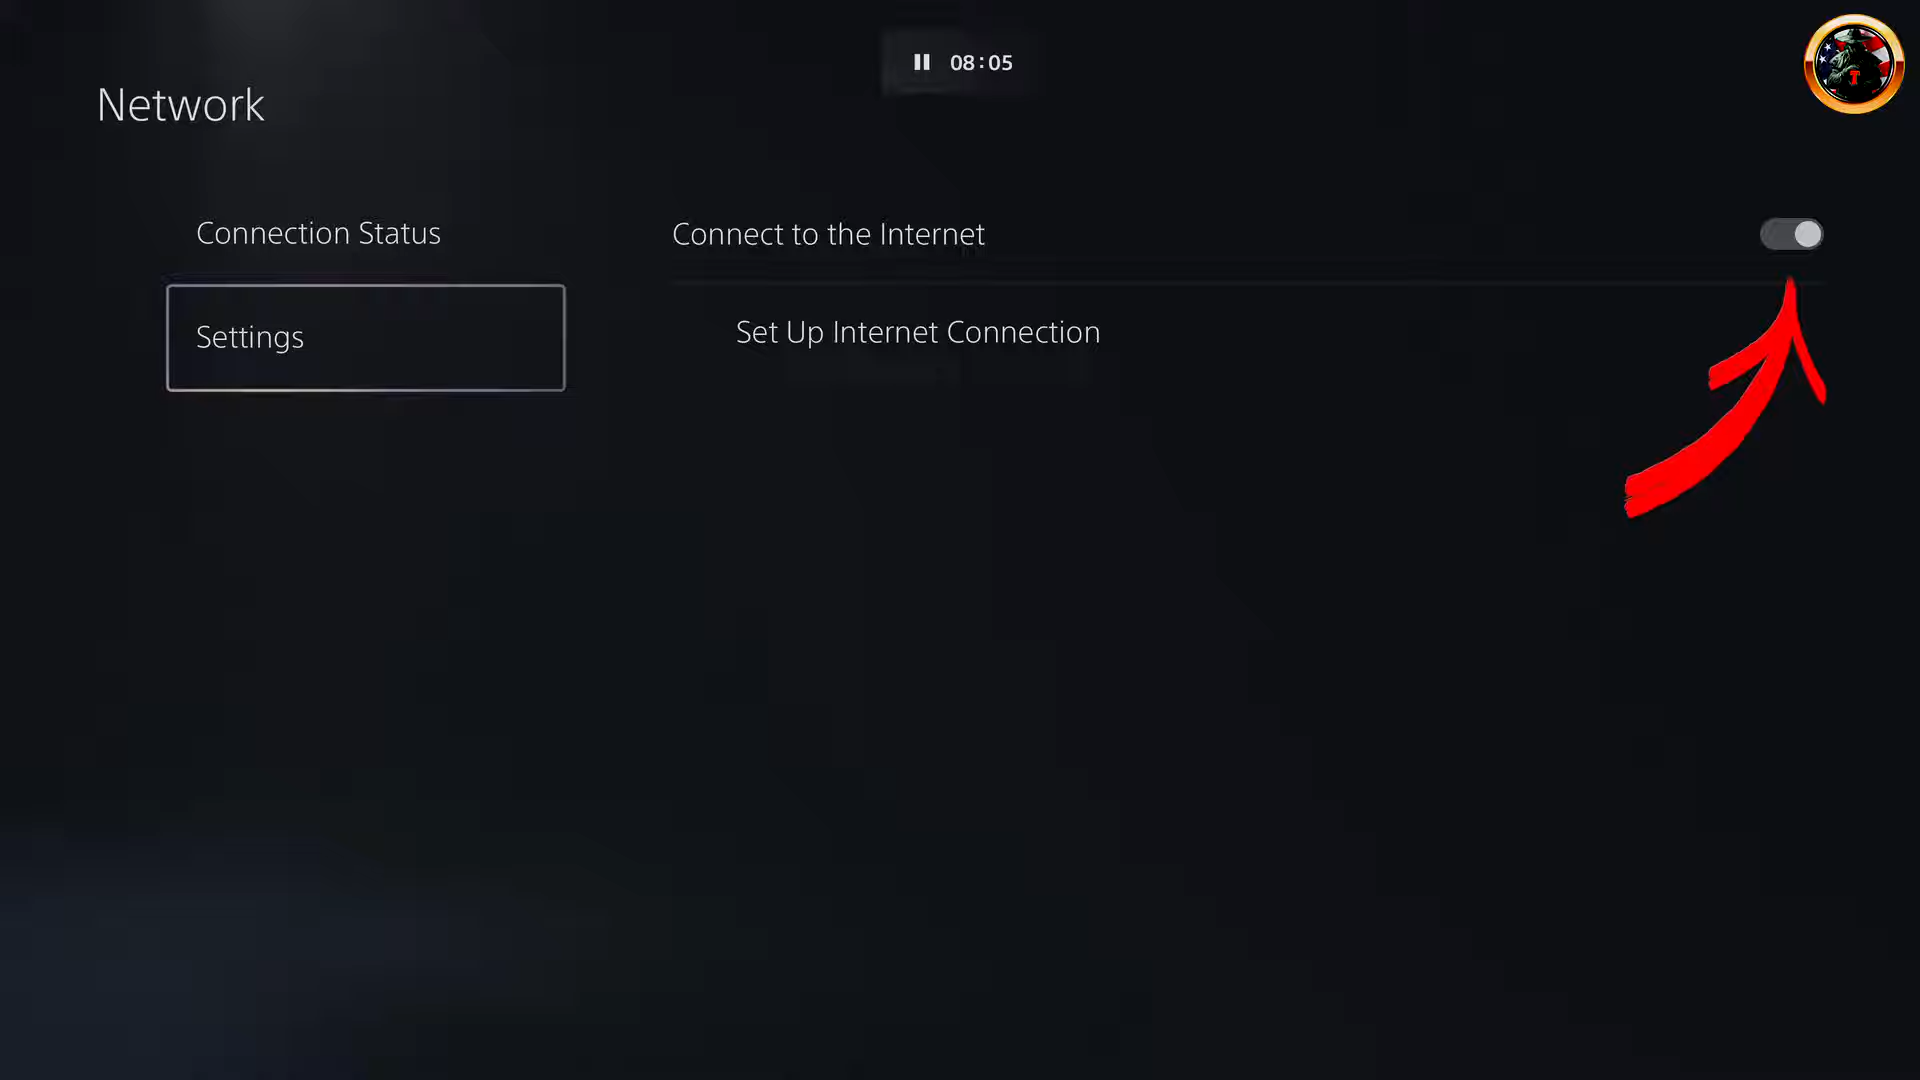 08:05
Network
Connection Status
Connect to the Internet
Settings
Set Up Internet Connection